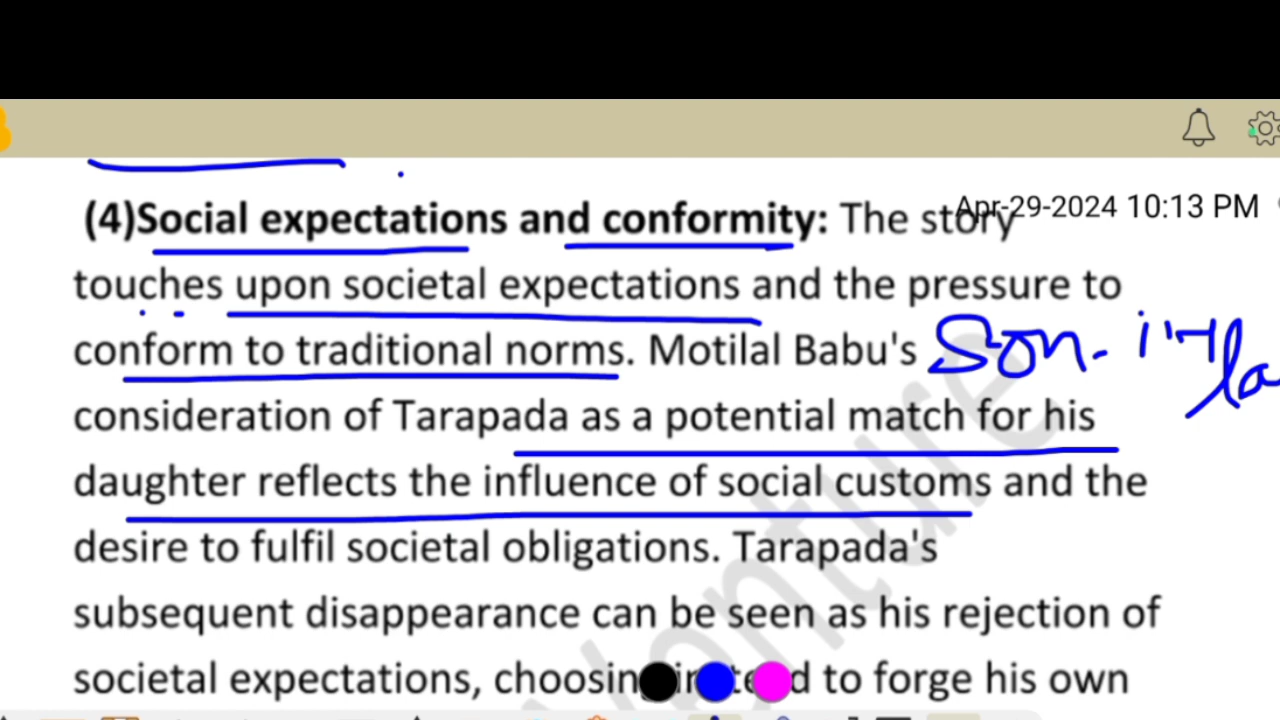 (4)Social expectations and conformity: The story
Apr-29-2024 10:13 PM
touches upon societal expectations and the pressure to
conform to traditional norms. Motilal Babu's
Son-in la
consideration of Tarapada as a potential match for his
daughter reflects the influence of social customs and the
desire to fulfil societal obligations. Tarapada's
subsequent disappearance can be seen as his rejection of
societal expectations, choosing instead to forge his own